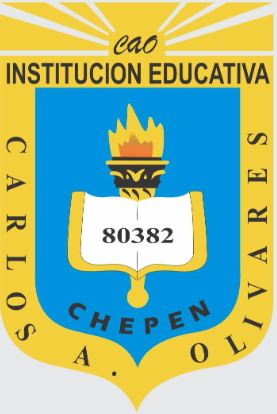 cao
INSTITUCION EDUCATIVA
80382
CHEPEN
CARLOS A. OLIVARES